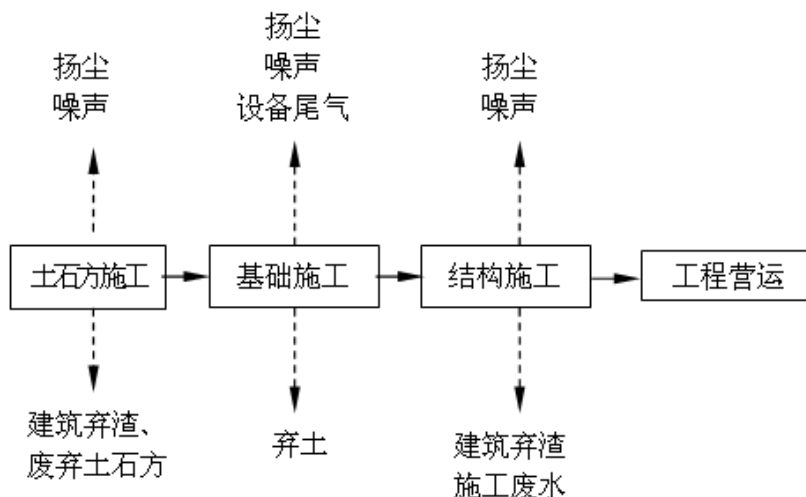 扬尘
噪声
扬尘
噪声
设备尾气
扬尘
噪声
土石方施工
基础施工
结构施工
工程营运
建筑弃渣、
废弃土石方
弃土
建筑弃渣
施工废水